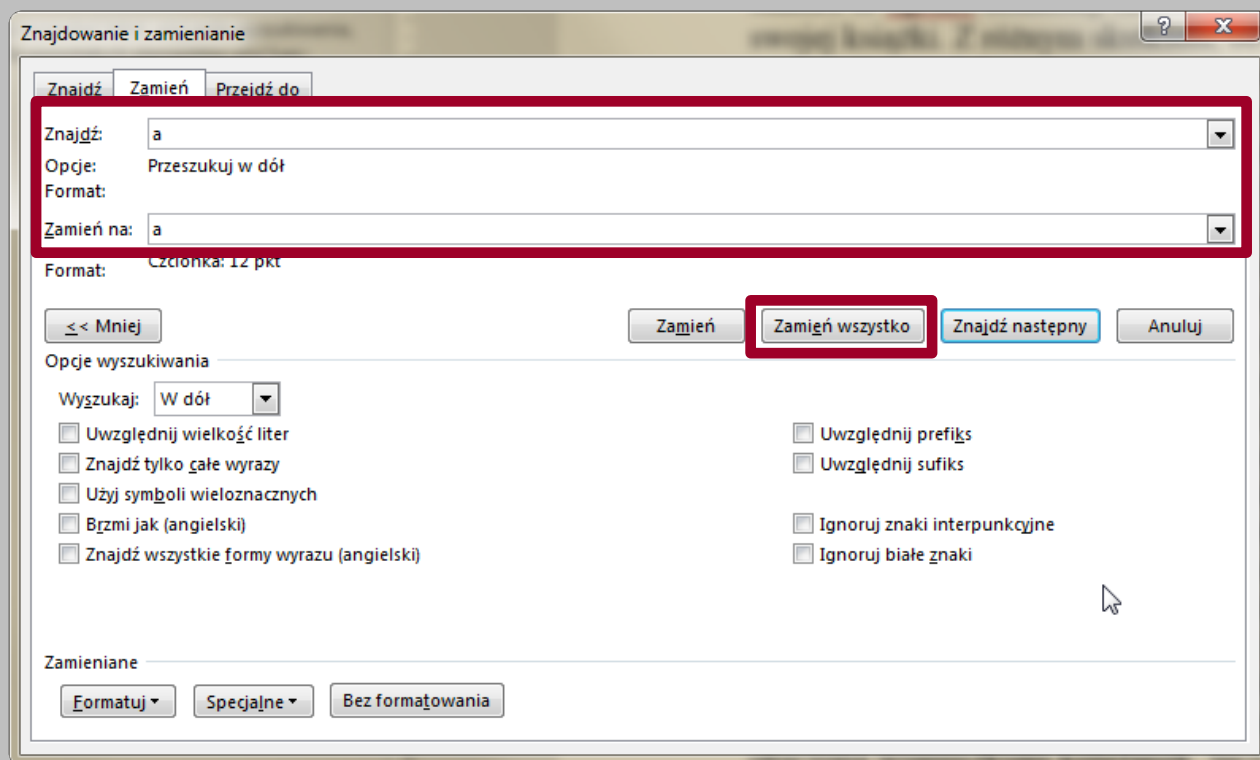 swojej książki. Z różnym
Znajdowanie i zamienianie
?
X
Znajdź Zamień Przejdź do
Znajdź: a
Opcje: Przeszukuj w dół
Format:
Zamień na: a
Format: Czcionka: 12 pkt
<< Mniej Zamień Zamień wszystko Znajdź następny Anuluj
Opcje wyszukiwania
Wyszukaj: W dół
Uwzględnij wielkość liter Uwzględnij prefiks
Znajdź tylko całe wyrazy Uwzględnij sufiks
Użyj symboli wieloznacznych
Brzmi jak (angielski) Ignoruj znaki interpunkcyjne
Znajdź wszystkie formy wyrazu (angielski) Ignoruj białe znaki
Zamieniane
Formatuj Specjalne Bez formatowania